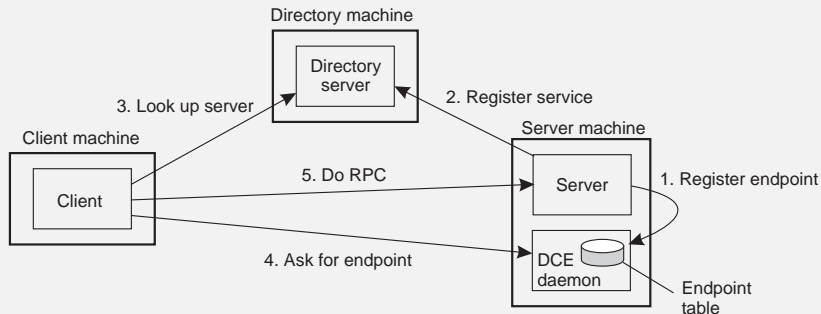 Directory machine
Directory
server
3. Look up server
2. Register service
Client machine
Server machine
Client
5. Do RPC
Server
1. Register endpoint
4. Ask for endpoint
DCE
daemon
Endpoint
table